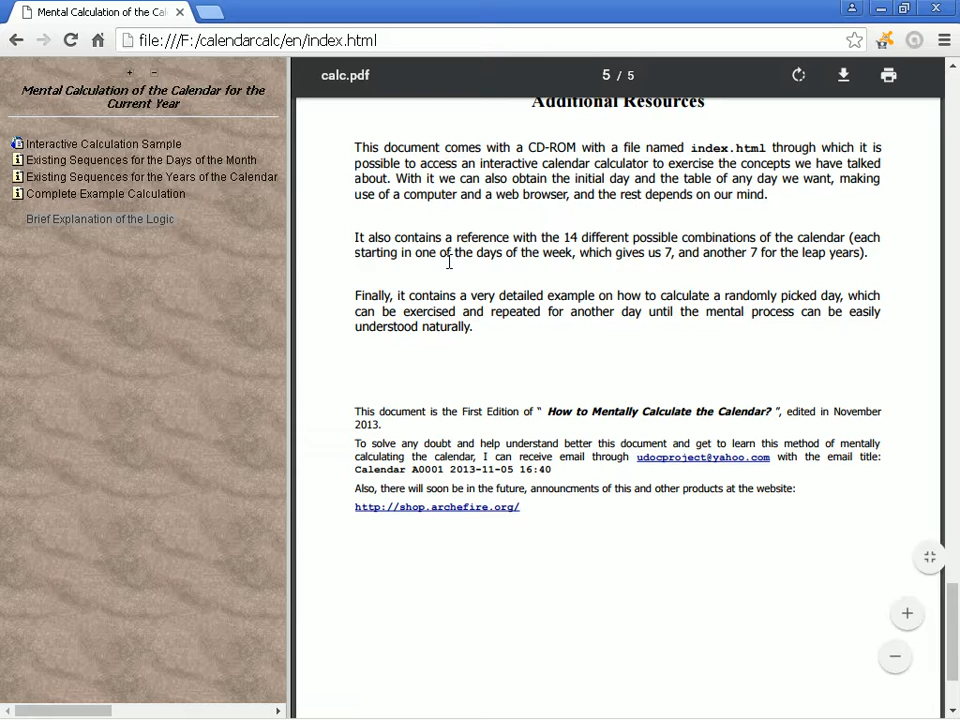 Mental Calculation of the Cal
file:///F:/calendarcalc/en/index.html
+ −
Mental Calculation of the Calendar for the
Current Year
Interactive Calculation Sample
Existing Sequences for the Days of the Month
Existing Sequences for the Years of the Calendar
Complete Example Calculation
Brief Explanation of the Logic
calc.pdf
5 / 5
Additional Resources
This document comes with a CD-ROM with a file named index.html through which it is
possible to access an interactive calendar calculator to exercise the concepts we have talked
about. With it we can also obtain the initial day and the table of any day we want, making
use of a computer and a web browser, and the rest depends on our mind.
It also contains a reference with the 14 different possible combinations of the calendar (each
starting in one of the days of the week, which gives us 7, and another 7 for the leap years).
Finally, it contains a very detailed example on how to calculate a randomly picked day, which
can be exercised and repeated for another day until the mental process can be easily
understood naturally.
This document is the First Edition of “ How to Mentally Calculate the Calendar? ”, edited in November
2013.
To solve any doubt and help understand better this document and get to learn this method of mentally
calculating the calendar, I can receive email through udocproject@yahoo.com with the email title:
Calendar A0001 2013-11-05 16:40
Also, there will soon be in the future, announcments of this and other products at the website:
http://shop.archefire.org/